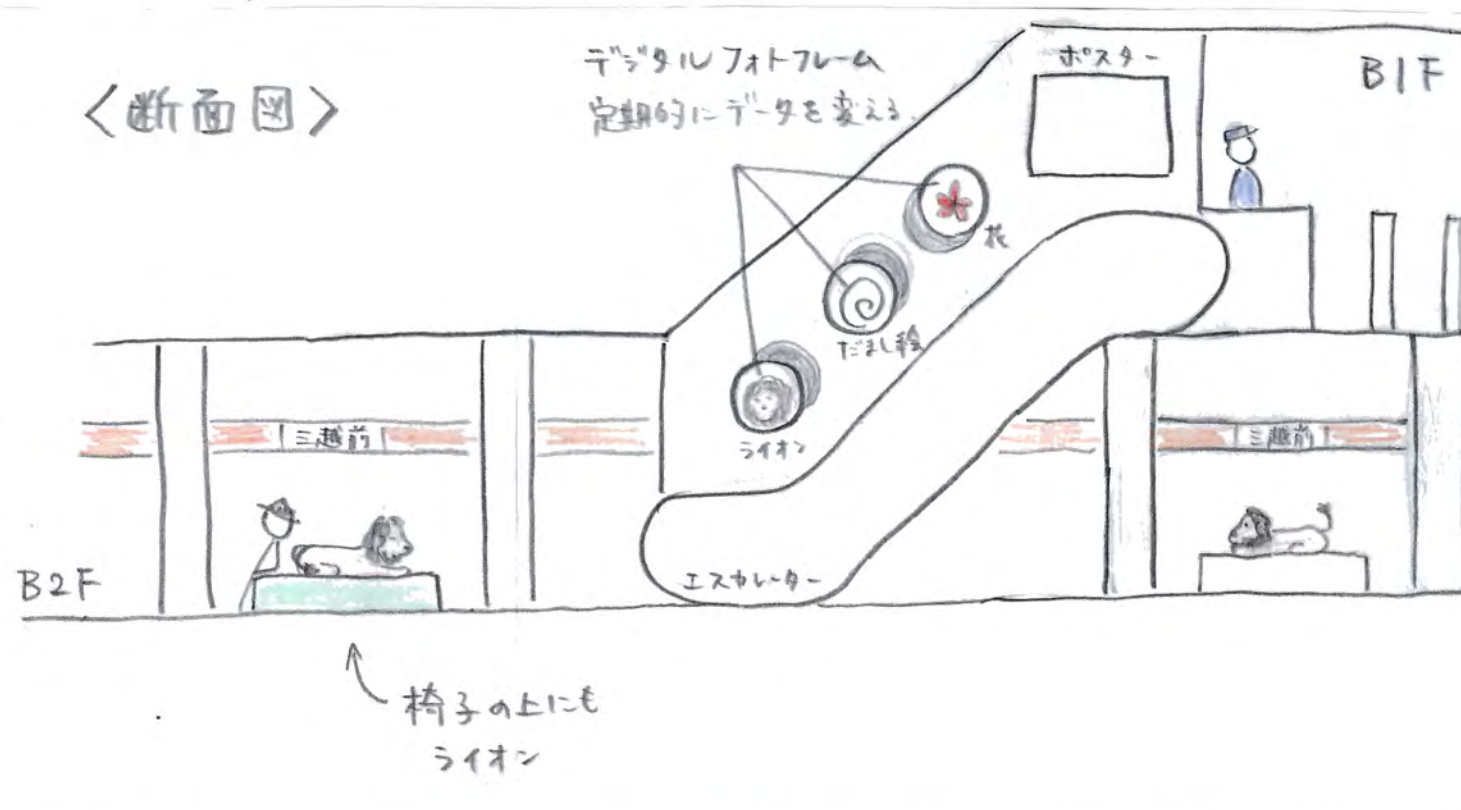 <断面図>
デジタルフォトフレーム
定期的にデータを変える.
ポスター
B1F
花
だまし絵
ライオン
三越前
三越前
B2F
エスカレーター
椅子の上にも
ライオン